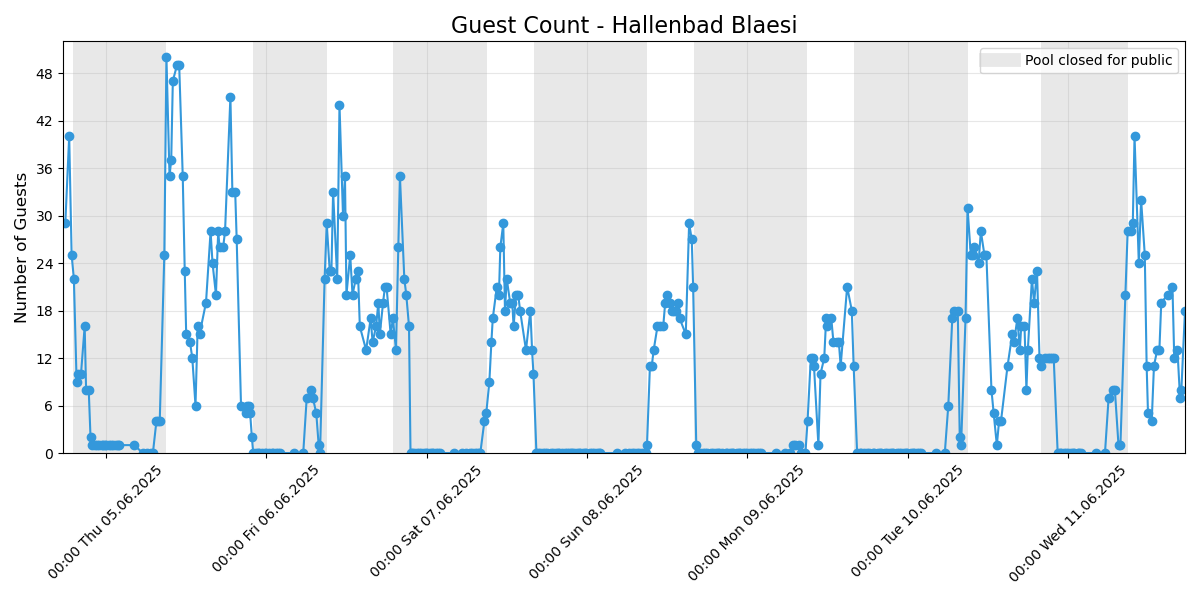 Guest Count - Hallenbad Blaesi
Pool closed for public
Number of Guests
48
42
36
30
24
18
12
6
0
00:00 Thu 05.06.2025
00:00 Fri 06.06.2025
00:00 Sat 07.06.2025
00:00 Sun 08.06.2025
00:00 Mon 09.06.2025
00:00 Tue 10.06.2025
00:00 Wed 11.06.2025